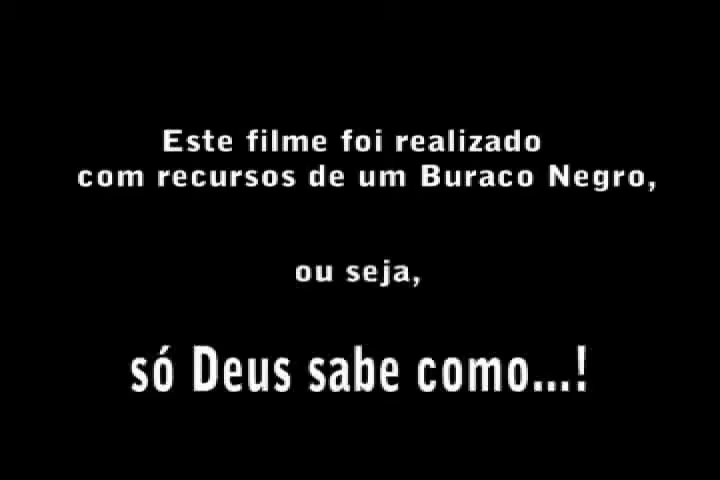 Este filme foi realizado
com recursos de um Buraco Negro,
ou seja,
só Deus sabe como...!